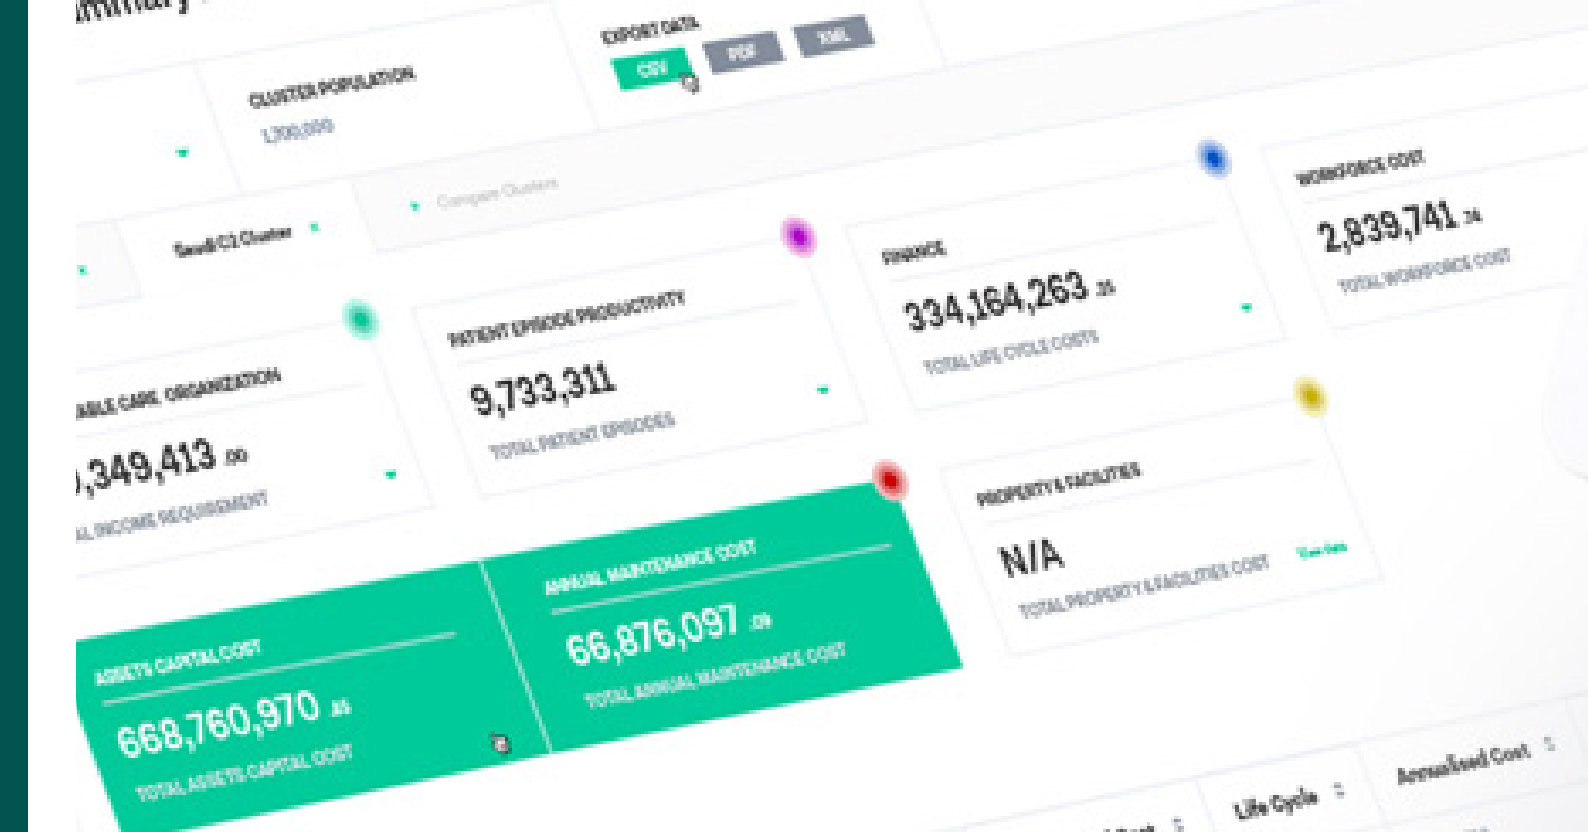 EXPORT DATA
CSV PDF XML
CLUSTER POPULATION
1,700,000
Compare Clusters
Saudi C1 Cluster
WORKFORCE COST
2,839,741
TOTAL WORKFORCE COST
FINANCE
334,164,263
TOTAL LIFE CYCLE COSTS
PATIENT EPISODE PRODUCTIVITY
9,733,311
TOTAL PATIENT EPISODES
CARE ORGANIZATION
,349,413 .00
INCOME REQUIREMENT
PROPERTY & FACILITIES
N/A
TOTAL PROPERTY & FACILITIES COST
View data
ANNUAL MAINTENANCE COST
66,876,097
TOTAL ANNUAL MAINTENANCE COST
ASSETS CAPITAL COST
668,760,970 .85
TOTAL ASSETS CAPITAL COST
Life Cycle
Annualised Cost